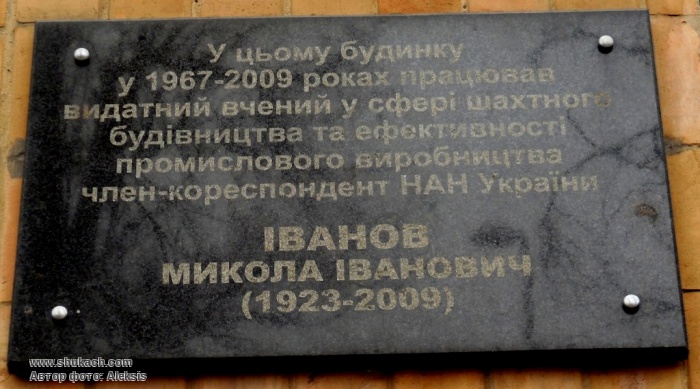 У цьому будинку
у 1967-2009 роках працював
видатний вчений у сфері шахтного
будівництва та ефективності
промислового виробництва
член-кореспондент НАН України
ІВАНОВ
МИКОЛА ІВАНОВИЧ
(1923-2009)
www.shukach.com
Автор фото: Aleksis